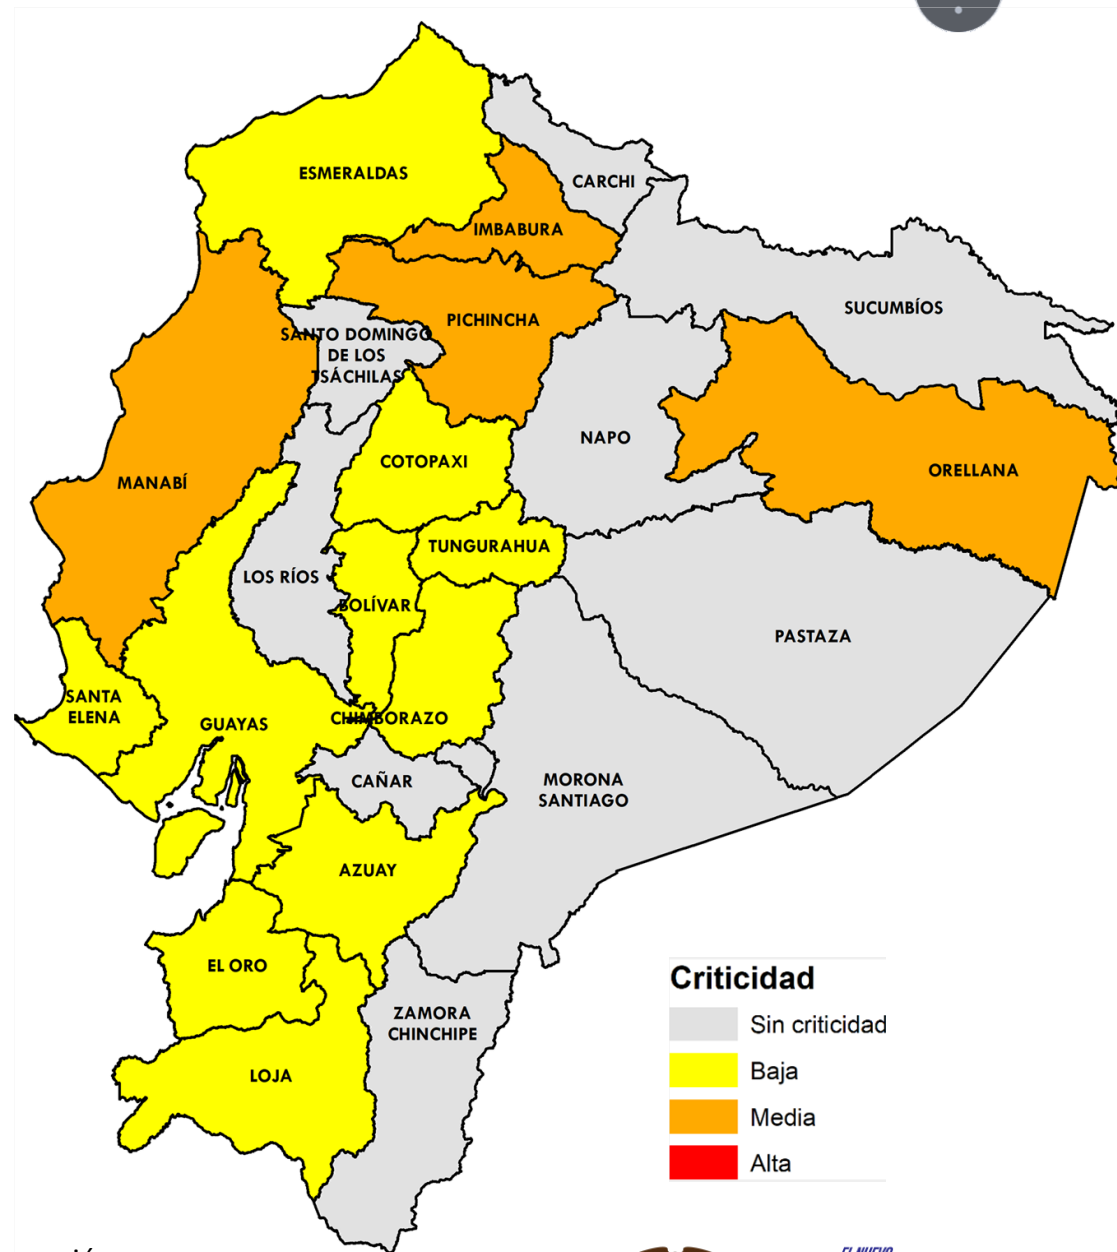 ESMERALDAS
CARCHI
IMBABURA
SUCUMBÍOS
PICHINCHA
SANTO DOMINGO
DE LOS
TSÁCHILAS
NAPO
COTOPAXI
ORELLANA
MANABÍ
TUNGURAHUA
LOS RÍOS
BOLÍVAR
PASTAZA
SANTA
ELENA
GUAYAS
CHIMBORAZO
CAÑAR
MORONA
SANTIAGO
AZUAY
EL ORO
ZAMORA
CHINCHIPE
LOJA
Criticidad
Sin criticidad
Baja
Media
Alta
EL NUEVO